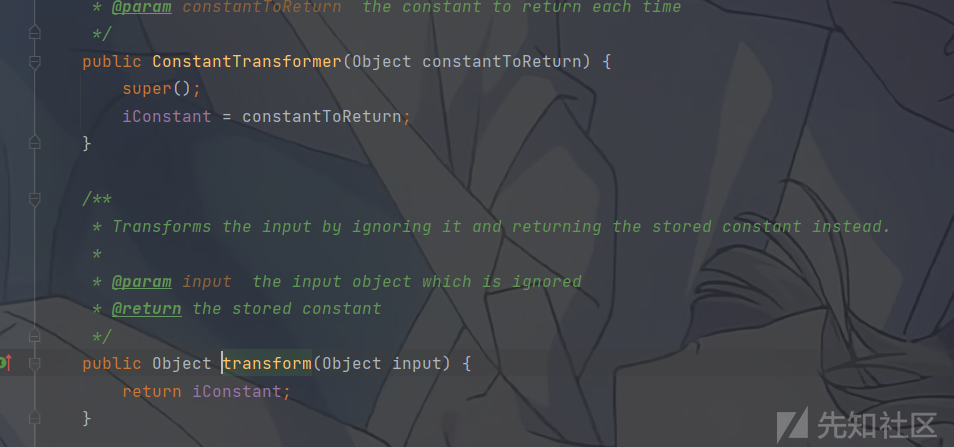 * @param constantToReturn  the constant to return each time
*/
public ConstantTransformer(Object constantToReturn) {
super();
iConstant = constantToReturn;
}
/**
* Transforms the input by ignoring it and returning the stored constant instead.
*
* @param input  the input object which is ignored
* @return the stored constant
*/
public Object transform(Object input) {
return iConstant;
}
先知社区